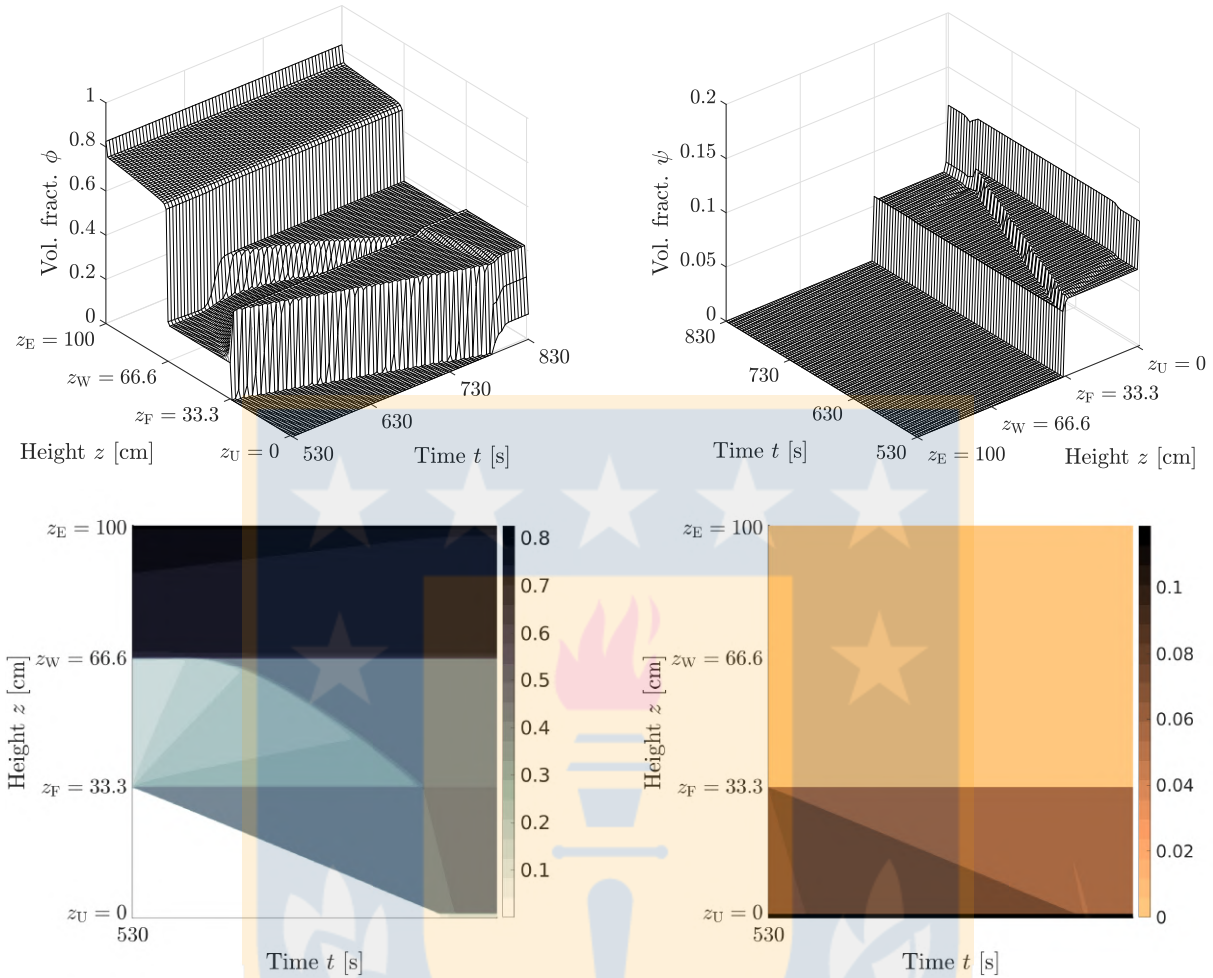 1
0.8
0.6
0.4
0.2
0
Vol. fract. ϕ
z_E = 100
z_W = 66.6
z_F = 33.3
z_U = 0
Height z [cm]
530
630
730
830
Time t [s]
0.2
0.15
0.1
0.05
0
Vol. fract. ψ
830
730
630
530
Time t [s]
z_U = 0
z_F = 33.3
z_W = 66.6
z_E = 100
Height z [cm]
z_E = 100
z_W = 66.6
z_F = 33.3
z_U = 0
Height z [cm]
530
Time t [s]
0.8
0.7
0.6
0.5
0.4
0.3
0.2
0.1
z_E = 100
z_W = 66.6
z_F = 33.3
z_U = 0
Height z [cm]
530
Time t [s]
0.1
0.08
0.06
0.04
0.02
0